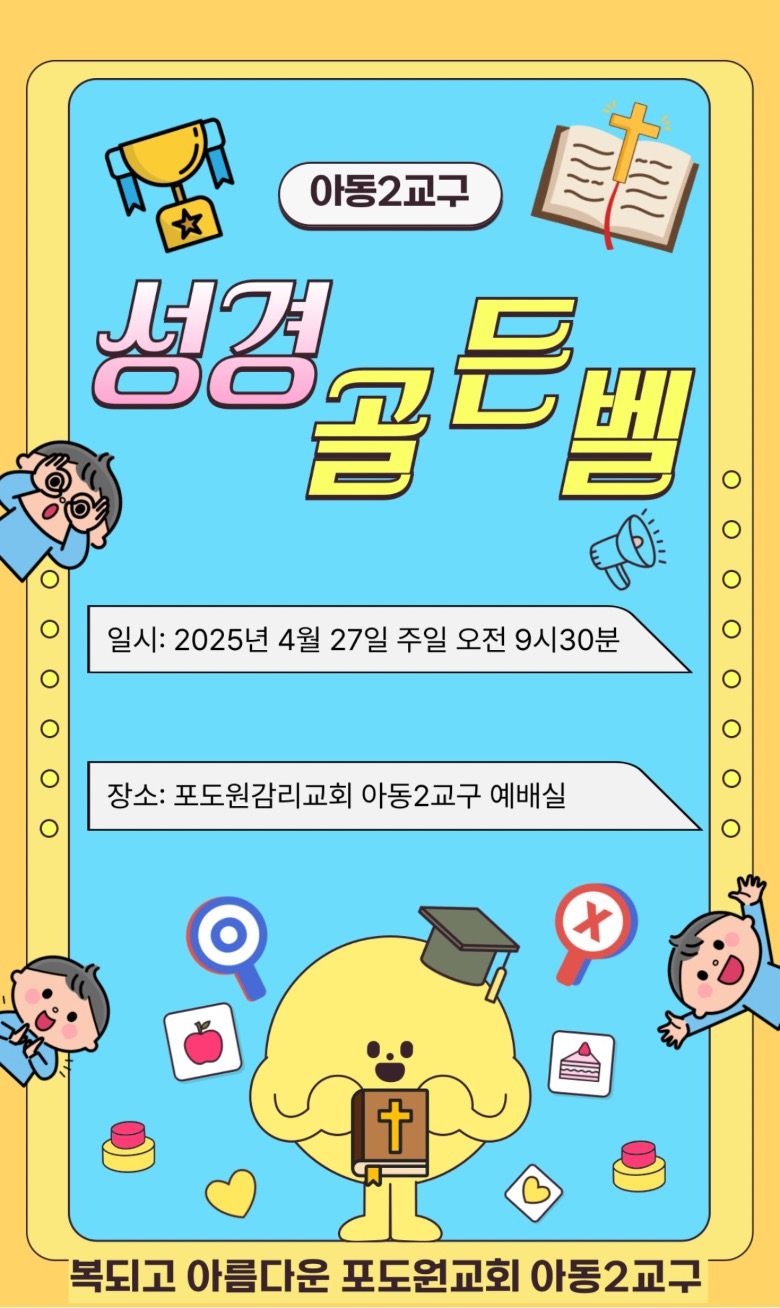 아동2교구
성경
골든벨
일시: 2025년 4월 27일 주일 오전 9시30분
장소: 포도원감리교회 아동2교구 예배실
X
복되고 아름다운 포도원교회 아동2교구